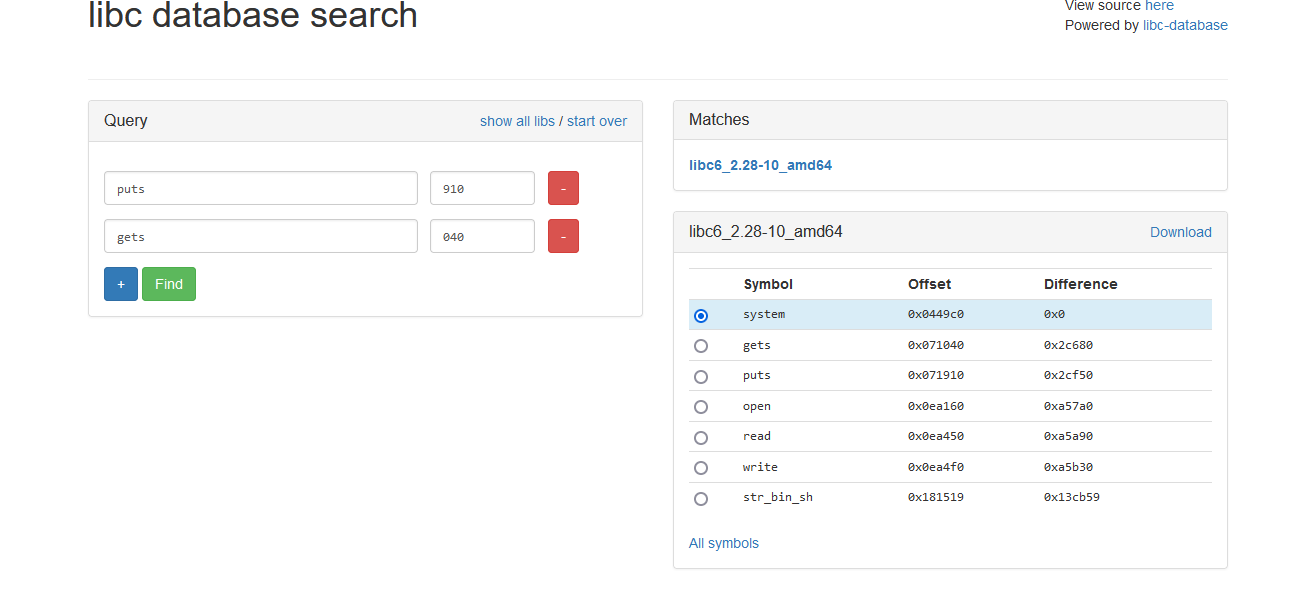 libc database search
View source here
Powered by libc-database
Query
show all libs / start over
puts 910 -
gets 040 -
+ Find
Matches
libc6_2.28-10_amd64
libc6_2.28-10_amd64
Download
Symbol Offset Difference
system 0x0449c0 0x0
gets 0x071040 0x2c680
puts 0x071910 0x2cf50
open 0x0ea160 0xa57a0
read 0x0ea450 0xa5a90
write 0x0ea4f0 0xa5b30
str_bin_sh 0x181519 0x13cb59
All symbols